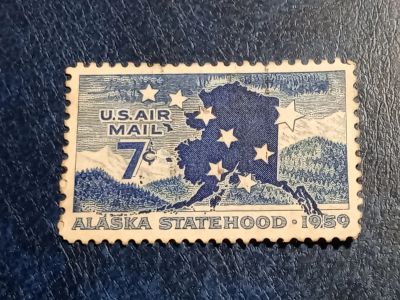 U.S. AIR
MAIL
7¢
ALASKA STATEHOOD · 1959